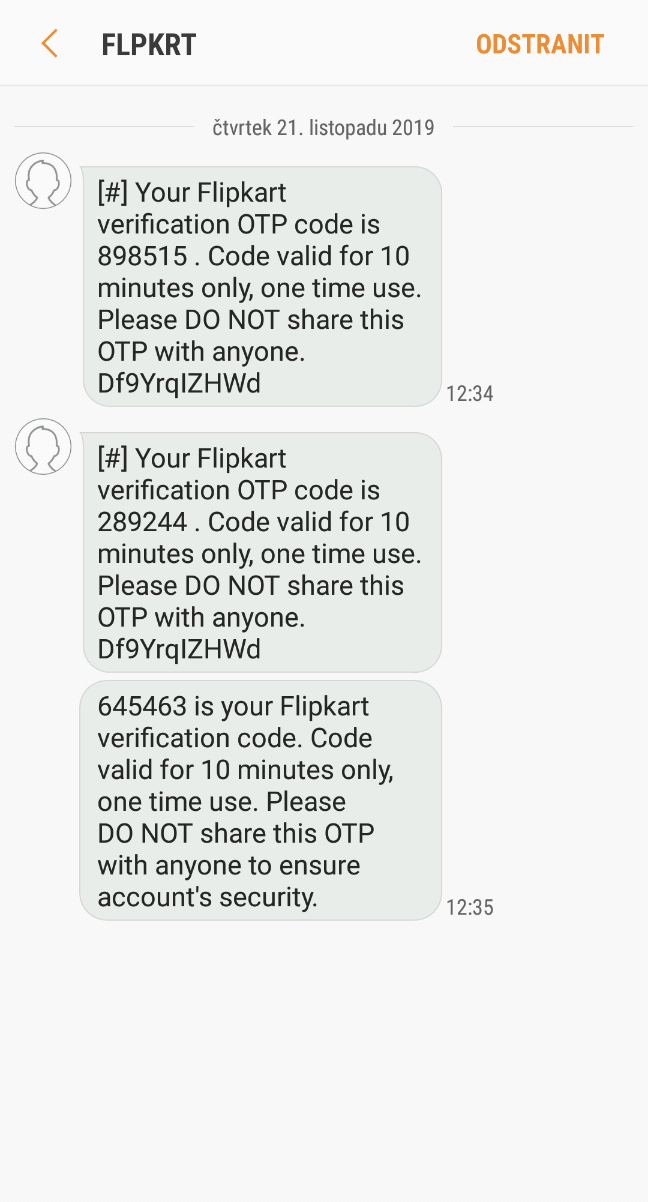 FLPKRT
ODSTRANIT
čtvrtek 21. listopadu 2019
[#] Your Flipkart
verification OTP code is
898515 . Code valid for 10
minutes only, one time use.
Please DO NOT share this
OTP with anyone.
Df9YrqIZHWd
12:34
[#] Your Flipkart
verification OTP code is
289244 . Code valid for 10
minutes only, one time use.
Please DO NOT share this
OTP with anyone.
Df9YrqIZHWd
645463 is your Flipkart
verification code. Code
valid for 10 minutes only,
one time use. Please
DO NOT share this OTP
with anyone to ensure
account's security.
12:35